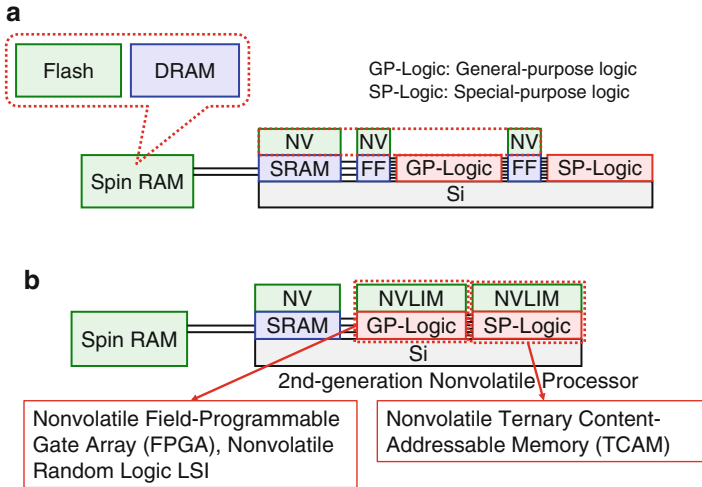 a
Flash
DRAM
GP-Logic: General-purpose logic
SP-Logic: Special-purpose logic
NV
NV
NV
Spin RAM
SRAM
FF
GP-Logic
FF
SP-Logic
Si
b
NV
NVLIM
NVLIM
Spin RAM
SRAM
GP-Logic
SP-Logic
Si
2nd-generation Nonvolatile Processor
Nonvolatile Field-Programmable
Gate Array (FPGA), Nonvolatile
Random Logic LSI
Nonvolatile Ternary Content-
Addressable Memory (TCAM)